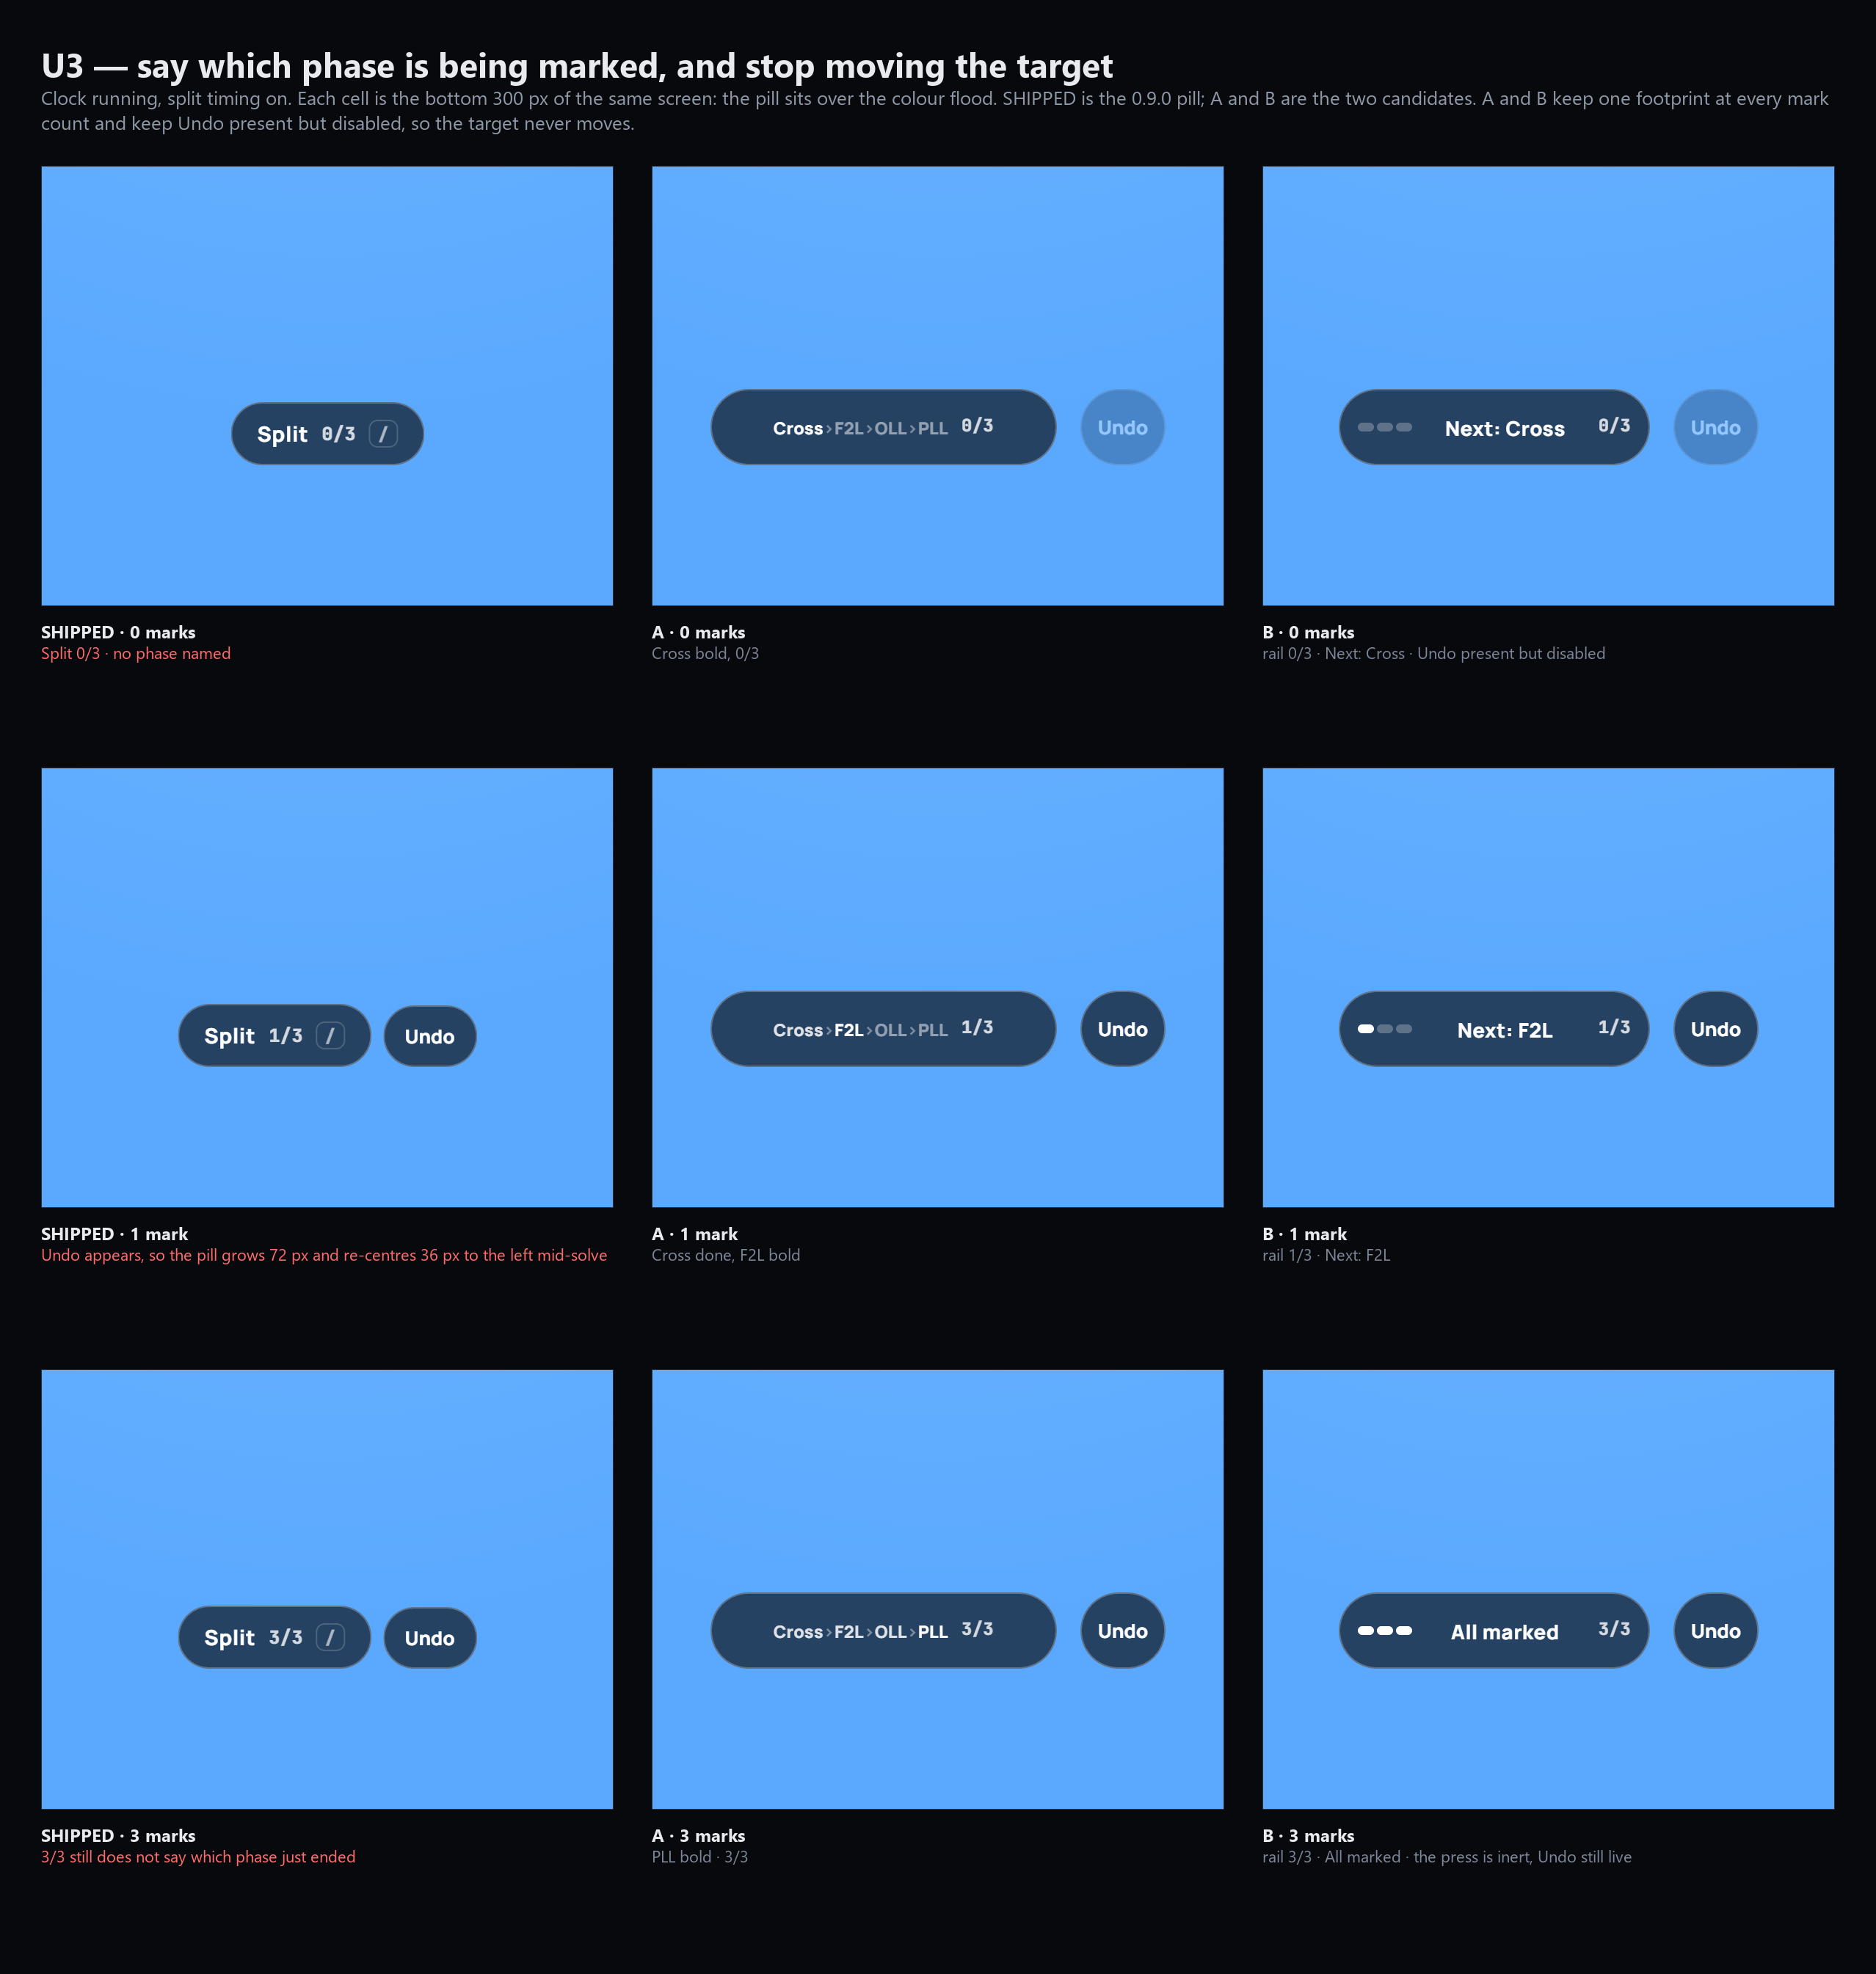 U3 — say which phase is being marked, and stop moving the target
Clock running, split timing on. Each cell is the bottom 300 px of the same screen: the pill sits over the colour flood. SHIPPED is the 0.9.0 pill; A and B are the two candidates. A and B keep one footprint at every mark
count and keep Undo present but disabled, so the target never moves.
Split 0/3 /
Cross›F2L›OLL›PLL 0/3 Undo
Next: Cross 0/3 Undo
SHIPPED · 0 marks
Split 0/3 · no phase named
A · 0 marks
Cross bold, 0/3
B · 0 marks
rail 0/3 · Next: Cross · Undo present but disabled
Split 1/3 / Undo
Cross›F2L›OLL›PLL 1/3 Undo
Next: F2L 1/3 Undo
SHIPPED · 1 mark
Undo appears, so the pill grows 72 px and re-centres 36 px to the left mid-solve
A · 1 mark
Cross done, F2L bold
B · 1 mark
rail 1/3 · Next: F2L
Split 3/3 / Undo
Cross›F2L›OLL›PLL 3/3 Undo
All marked 3/3 Undo
SHIPPED · 3 marks
3/3 still does not say which phase just ended
A · 3 marks
PLL bold · 3/3
B · 3 marks
rail 3/3 · All marked · the press is inert, Undo still live